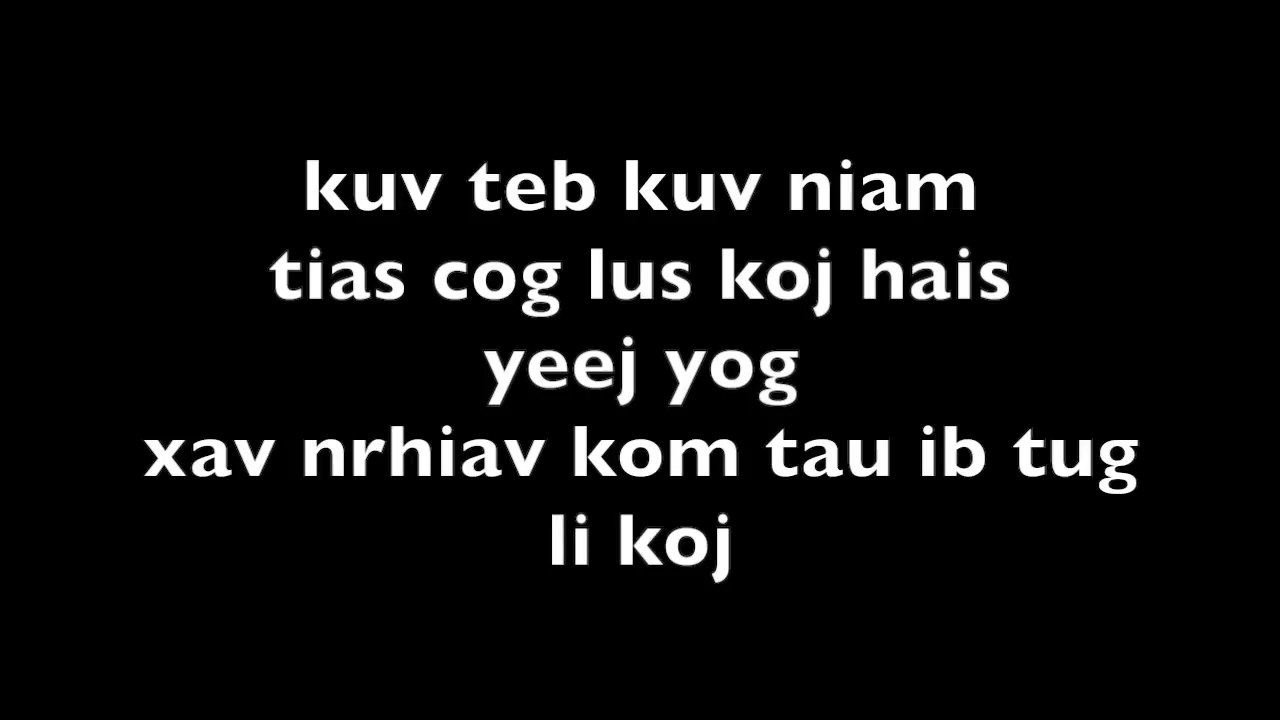 kuv teb kuv niam
tias cog lus koj hais
yeej yog
xav nrhiav kom tau ib tug
li koj